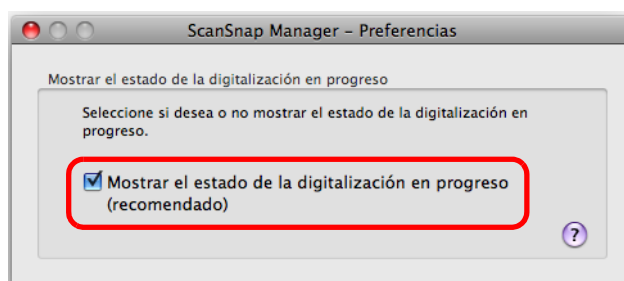 ScanSnap Manager – Preferencias
Mostrar el estado de la digitalización en progreso
Seleccione si desea o no mostrar el estado de la digitalización en
progreso.
Mostrar el estado de la digitalización en progreso
(recomendado)
?